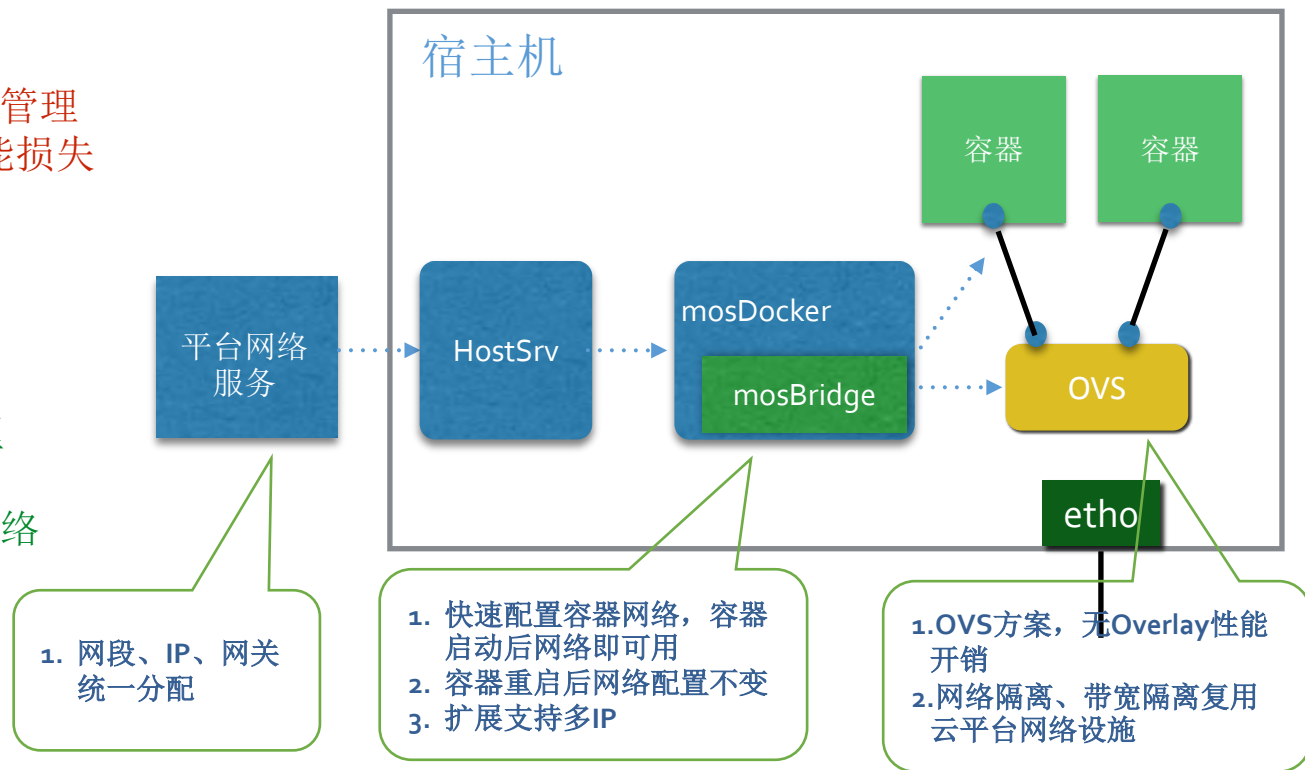 宿主机
管理
能损失
络
平台网络
服务
HostSrv
mosDocker
mosBridge
容器
容器
OVS
etho
1. 网段、IP、网关
统一分配
1. 快速配置容器网络，容器
启动后网络即可用
2. 容器重启后网络配置不变
3. 扩展支持多IP
1.OVS方案，无Overlay性能
开销
2.网络隔离、带宽隔离复用
云平台网络设施